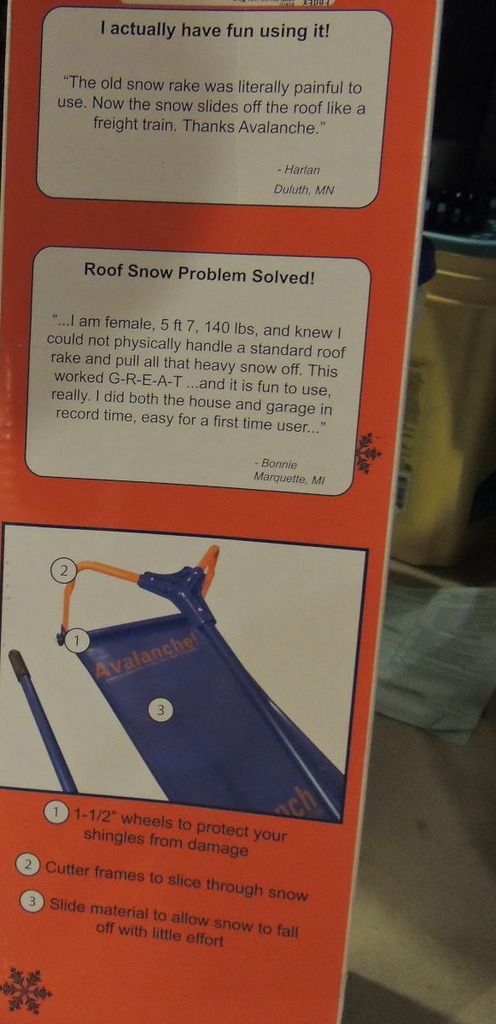 I actually have fun using it!
"The old snow rake was literally painful to
use. Now the snow slides off the roof like a
freight train. Thanks Avalanche."
- Harlan
Duluth, MN
Roof Snow Problem Solved!
"...I am female, 5 ft 7, 140 lbs, and knew I
could not physically handle a standard roof
rake and pull all that heavy snow off. This
worked G-R-E-A-T ...and it is fun to use,
really. I did both the house and garage in
record time, easy for a first time user..."
- Bonnie
Marquette, MI
2
1
Avalanche!
3
nch
1 1-1/2" wheels to protect your
shingles from damage
2 Cutter frames to slice through snow
3 Slide material to allow snow to fall
off with little effort